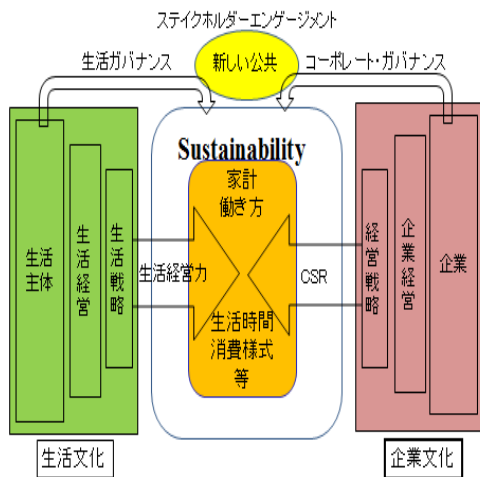 ステイクホルダーエンゲージメント
新しい公共
生活ガバナンス
コーポレート・ガバナンス
Sustainability
家計
働き方
生活主体
生活経営
生活戦略
生活経営力
CSR
経営戦略
企業経営
企業
生活時間
消費様式
等
生活文化
企業文化